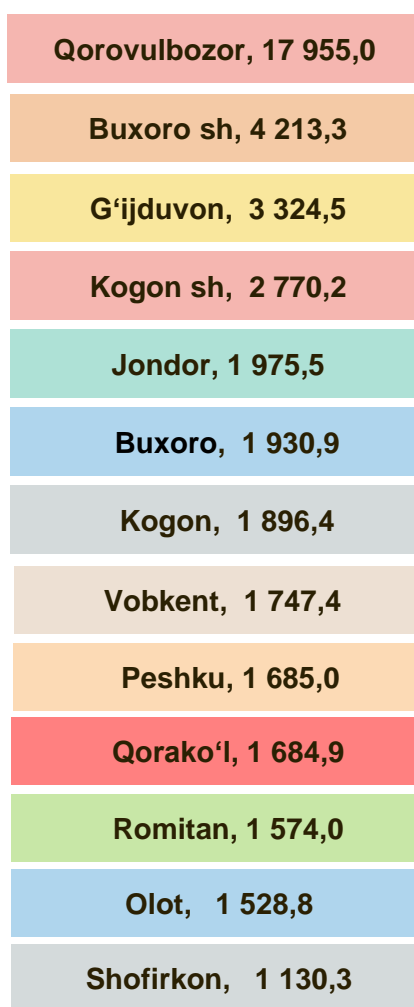 Qorovulbozor, 17 955,0
Buxoro sh, 4 213,3
G‘ijduvon, 3 324,5
Kogon sh, 2 770,2
Jondor, 1 975,5
Buxoro, 1 930,9
Kogon, 1 896,4
Vobkent, 1 747,4
Peshku, 1 685,0
Qorako‘l, 1 684,9
Romitan, 1 574,0
Olot, 1 528,8
Shofirkon, 1 130,3